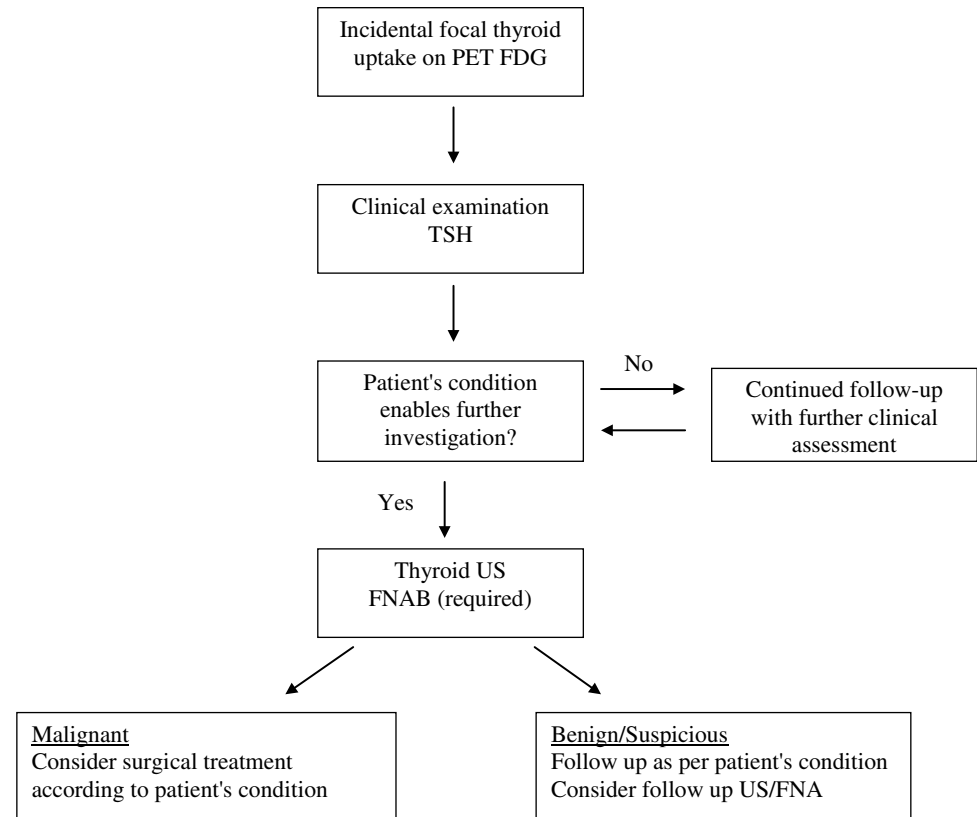 Incidental focal thyroid
uptake on PET FDG
Clinical examination
TSH
Patient's condition
enables further
investigation?
No
Continued follow-up
with further clinical
assessment
Yes
Thyroid US
FNAB (required)
Malignant
Consider surgical treatment
according to patient's condition
Benign/Suspicious
Follow up as per patient's condition
Consider follow up US/FNA